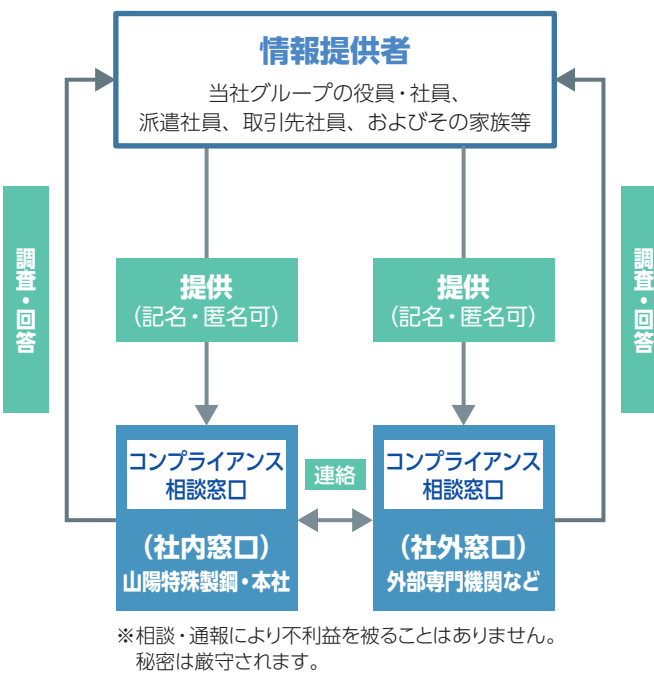 情報提供者
当社グループの役員・社員、
派遣社員、取引先社員、およびその家族等
調査・回答
提供
（記名・匿名可）
提供
（記名・匿名可）
調査・回答
コンプライアンス
相談窓口
（社内窓口）
山陽特殊製鋼・本社
連絡
コンプライアンス
相談窓口
（社外窓口）
外部専門機関など
※相談・通報により不利益を被ることはありません。
秘密は厳守されます。